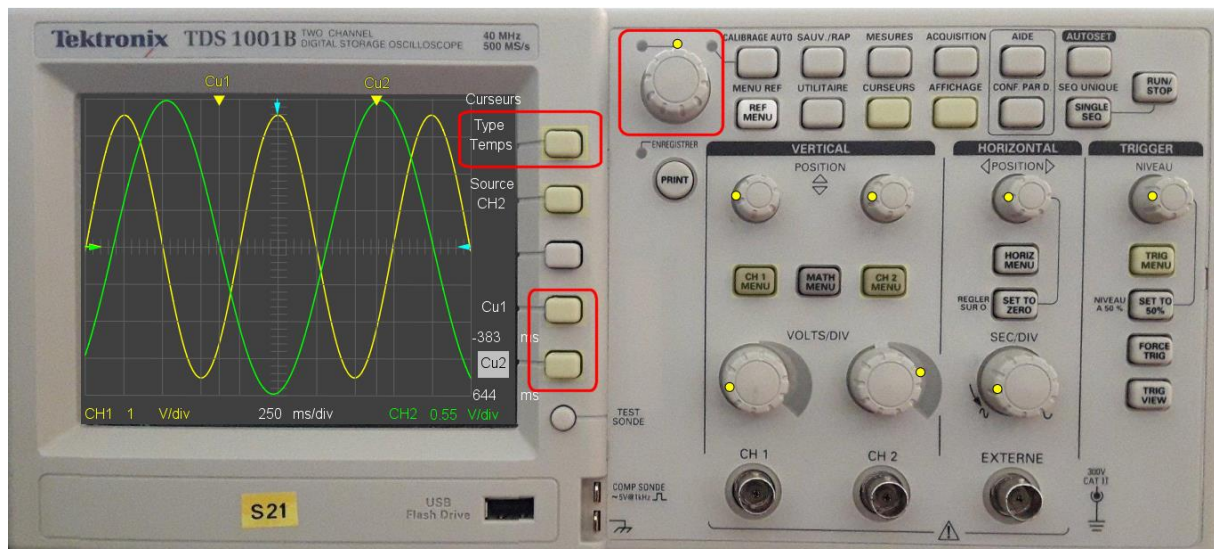 Tektronix TDS 1001B TWO CHANNEL DIGITAL STORAGE OSCILLOSCOPE 40 MHz 500 MS/s
Cu1 Cu2
Curseurs
Type
Temps
Source
CH2
Cu1
-383 ms
Cu2
644 ms
CH1 1 V/div 250 ms/div CH2 0.55 V/div
S21
USB
Flash Drive
TEST
SONDE
COMP SONDE
~5V@1kHz
CALIBRAGE AUTO SAUV./RAP MESURES ACQUISITION AIDE AUTOSET
MENU REF UTILITAIRE CURSEURS AFFICHAGE CONF. PAR D. SEQ UNIQUE
RUN/
STOP
REF
MENU
SINGLE
SEQ
ENREGISTRER
PRINT
VERTICAL HORIZONTAL TRIGGER
POSITION POSITION NIVEAU
CH 1
MENU
MATH
MENU
CH 2
MENU
HORIZ
MENU
TRIG
MENU
REGLER
SUR O
SET TO
ZERO
NIVEAU
A 50 %
SET TO
50%
VOLTS/DIV SEC/DIV
FORCE
TRIG
TRIG
VIEW
CH 1 CH 2 EXTERNE
300V
CAT II